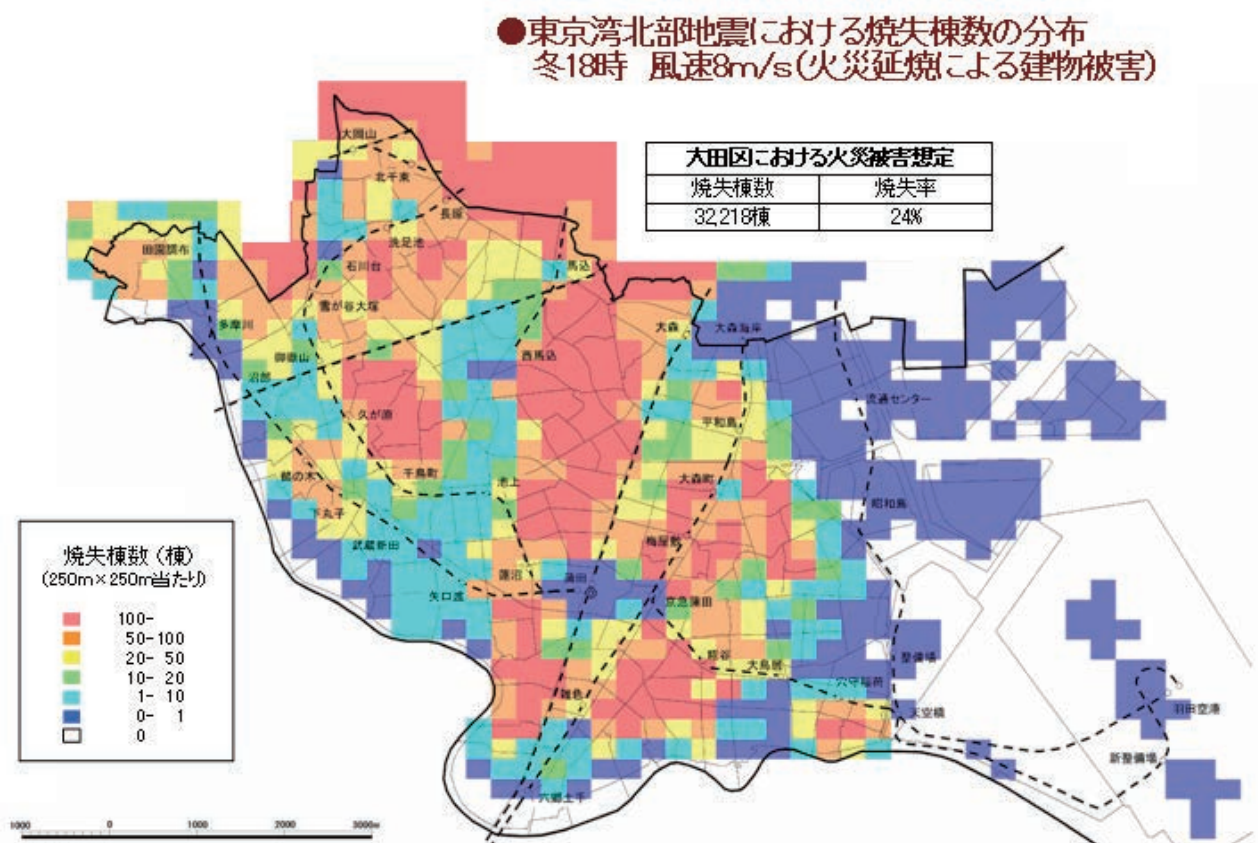 ●東京湾北部地震における焼失棟数の分布
冬18時 風速8m/s(火災延焼による建物被害)
大田区における火災被害想定
焼失棟数 焼失率
32,218棟 24%
大岡山
北千束
長原
洗足池
田園調布
石川台
馬込
雪が谷大塚
多摩川
大森
大森海岸
御嶽山
西馬込
沼部
流通センター
久が原
平和島
千鳥町
鵜の木
池上
大森町
昭和島
下丸子
武蔵新田
梅屋敷
蓮沼
蒲田
矢口渡
京急蒲田
糀谷
大鳥居
整備場
穴守稲荷
雑色
天空橋
羽田空港
新整備場
六郷土手
焼失棟数 (棟)
(250m×250m当たり)
100-
50-100
20- 50
10- 20
1- 10
0- 1
0
1000 0 1000 2000 3000m